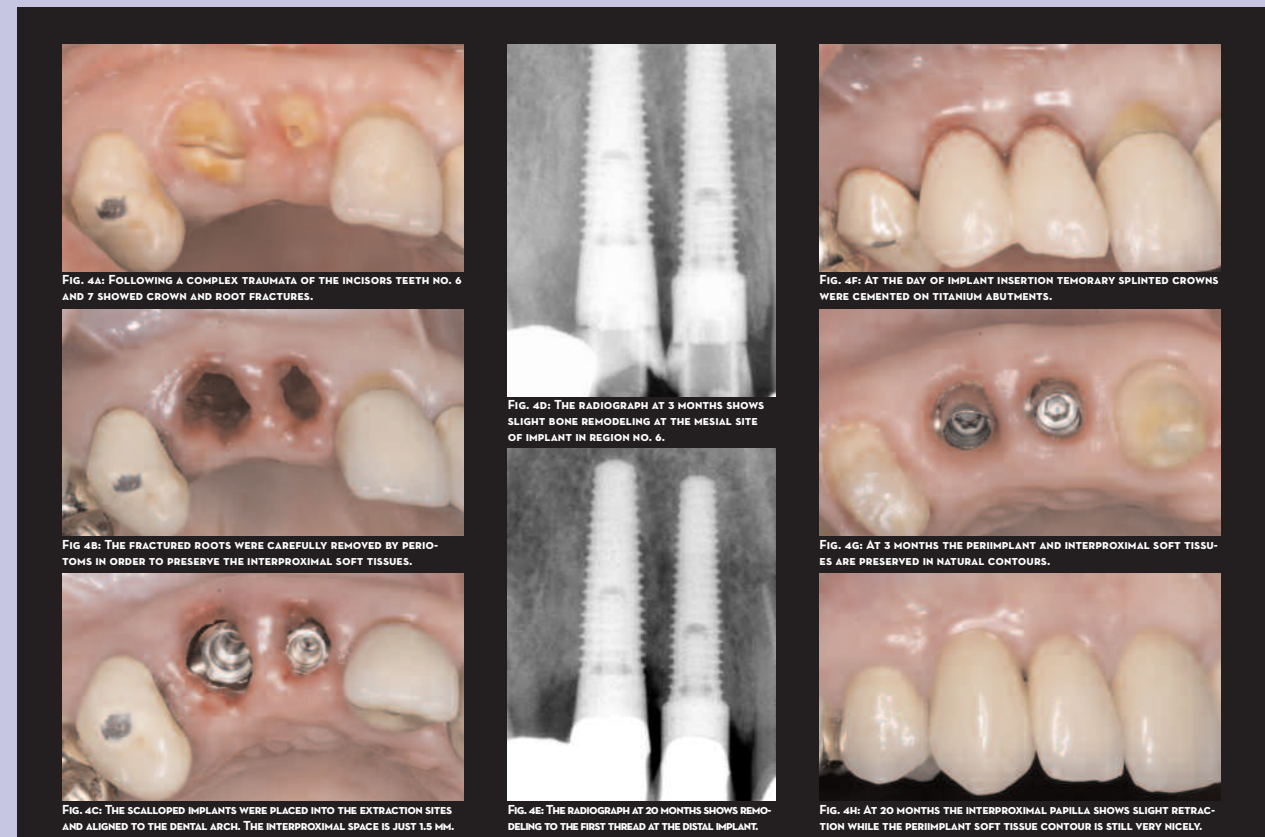 FIG. 4A: FOLLOWING A COMPLEX TRAUMATA OF THE INCISORS TEETH NO. 6
AND 7 SHOWED CROWN AND ROOT FRACTURES.
FIG 4B: THE FRACTURED ROOTS WERE CAREFULLY REMOVED BY PERIO-
TOMS IN ORDER TO PRESERVE THE INTERPROXIMAL SOFT TISSUES.
FIG. 4C: THE SCALLOPED IMPLANTS WERE PLACED INTO THE EXTRACTION SITES
AND ALIGNED TO THE DENTAL ARCH. THE INTERPROXIMAL SPACE IS JUST 1.5 MM.
FIG. 4D: THE RADIOGRAPH AT 3 MONTHS SHOWS
SLIGHT BONE REMODELING AT THE MESIAL SITE
OF IMPLANT IN REGION NO. 6.
FIG. 4E: THE RADIOGRAPH AT 20 MONTHS SHOWS REMO-
DELING TO THE FIRST THREAD AT THE DISTAL IMPLANT.
FIG. 4F: AT THE DAY OF IMPLANT INSERTION TEMORARY SPLINTED CROWNS
WERE CEMENTED ON TITANIUM ABUTMENTS.
FIG. 4G: AT 3 MONTHS THE PERIIMPLANT AND INTERPROXIMAL SOFT TISSU-
ES ARE PRESERVED IN NATURAL CONTOURS.
FIG. 4H: AT 20 MONTHS THE INTERPROXIMAL PAPILLA SHOWS SLIGHT RETRAC-
TION WHILE THE PERIIMPLANT SOFT TISSUE CONTOUR IS STILL VERY NICELY.